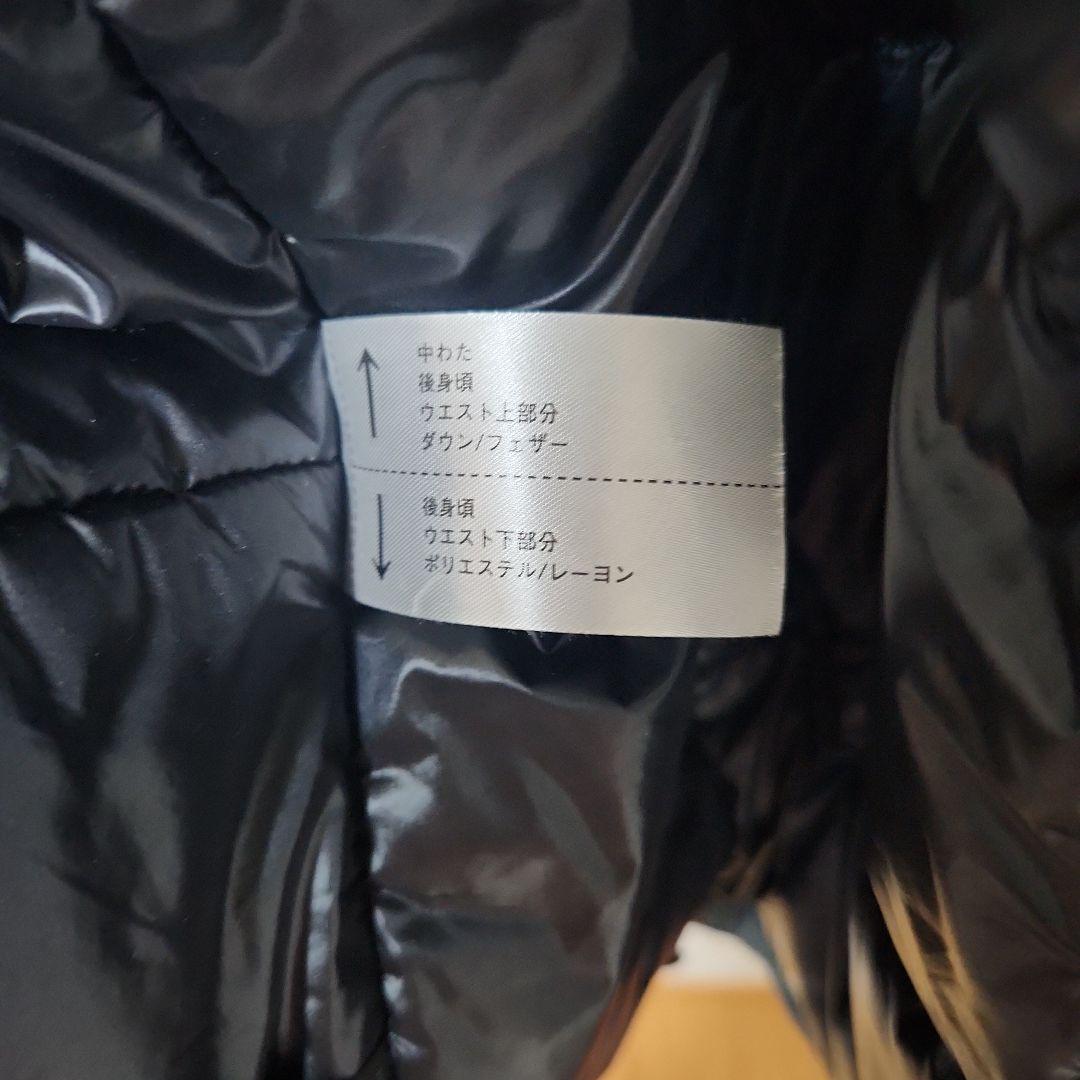 中わた
後身頃
ウエスト上部分
ダウン/フェザー
後身頃
ウエスト下部分
ポリエステル/レーヨン